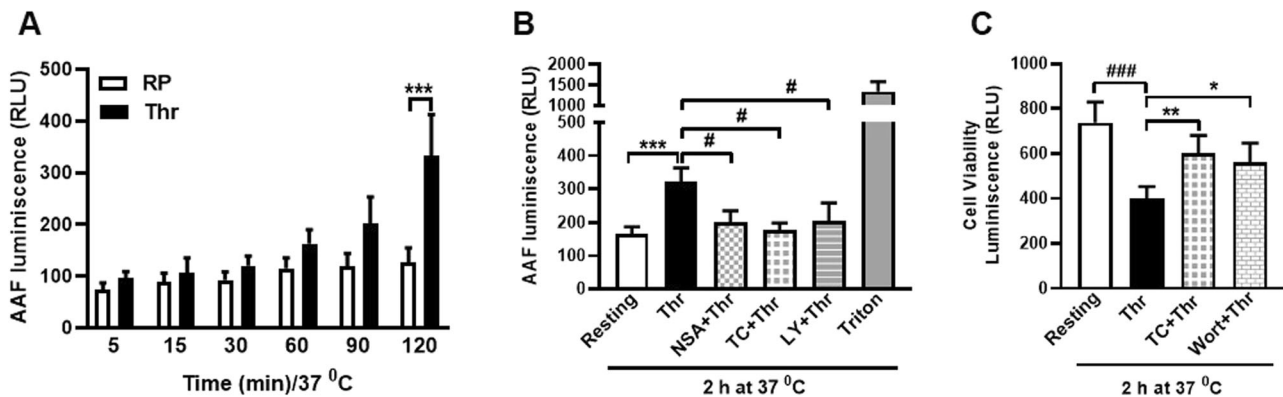 A
AAF luminiscence (RLU)
500
400
300
200
100
0
RP
Thr
***
5 15 30 60 90 120
Time (min)/37 ⁰C
B
AAF luminiscence (RLU)
2000
1500
1000
500
400
300
200
100
0
#
#
*** #
Resting Thr NSA+Thr TC+Thr LY+Thr Triton
2 h at 37 ⁰C
C
Cell Viability
Luminiscence (RLU)
1000
800
600
400
200
0
### *
**
Resting Thr TC+Thr Wort+Thr
2 h at 37 ⁰C